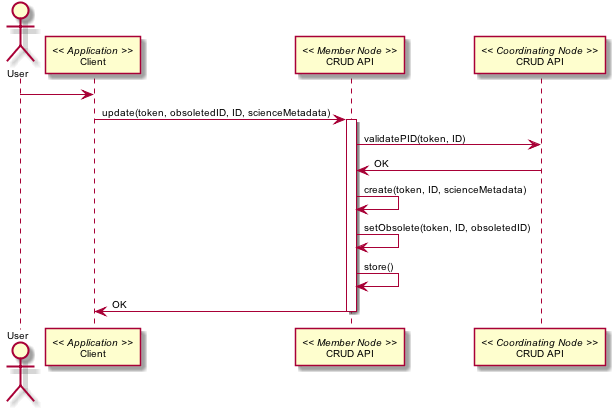 << Application >>
Client
<< Member Node >>
CRUD API
<< Coordinating Node >>
CRUD API
User
update(token, obsoletedID, ID, scienceMetadata)
validatePID(token, ID)
OK
create(token, ID, scienceMetadata)
setObsolete(token, ID, obsoletedID)
store()
OK
User
<< Application >>
Client
<< Member Node >>
CRUD API
<< Coordinating Node >>
CRUD API